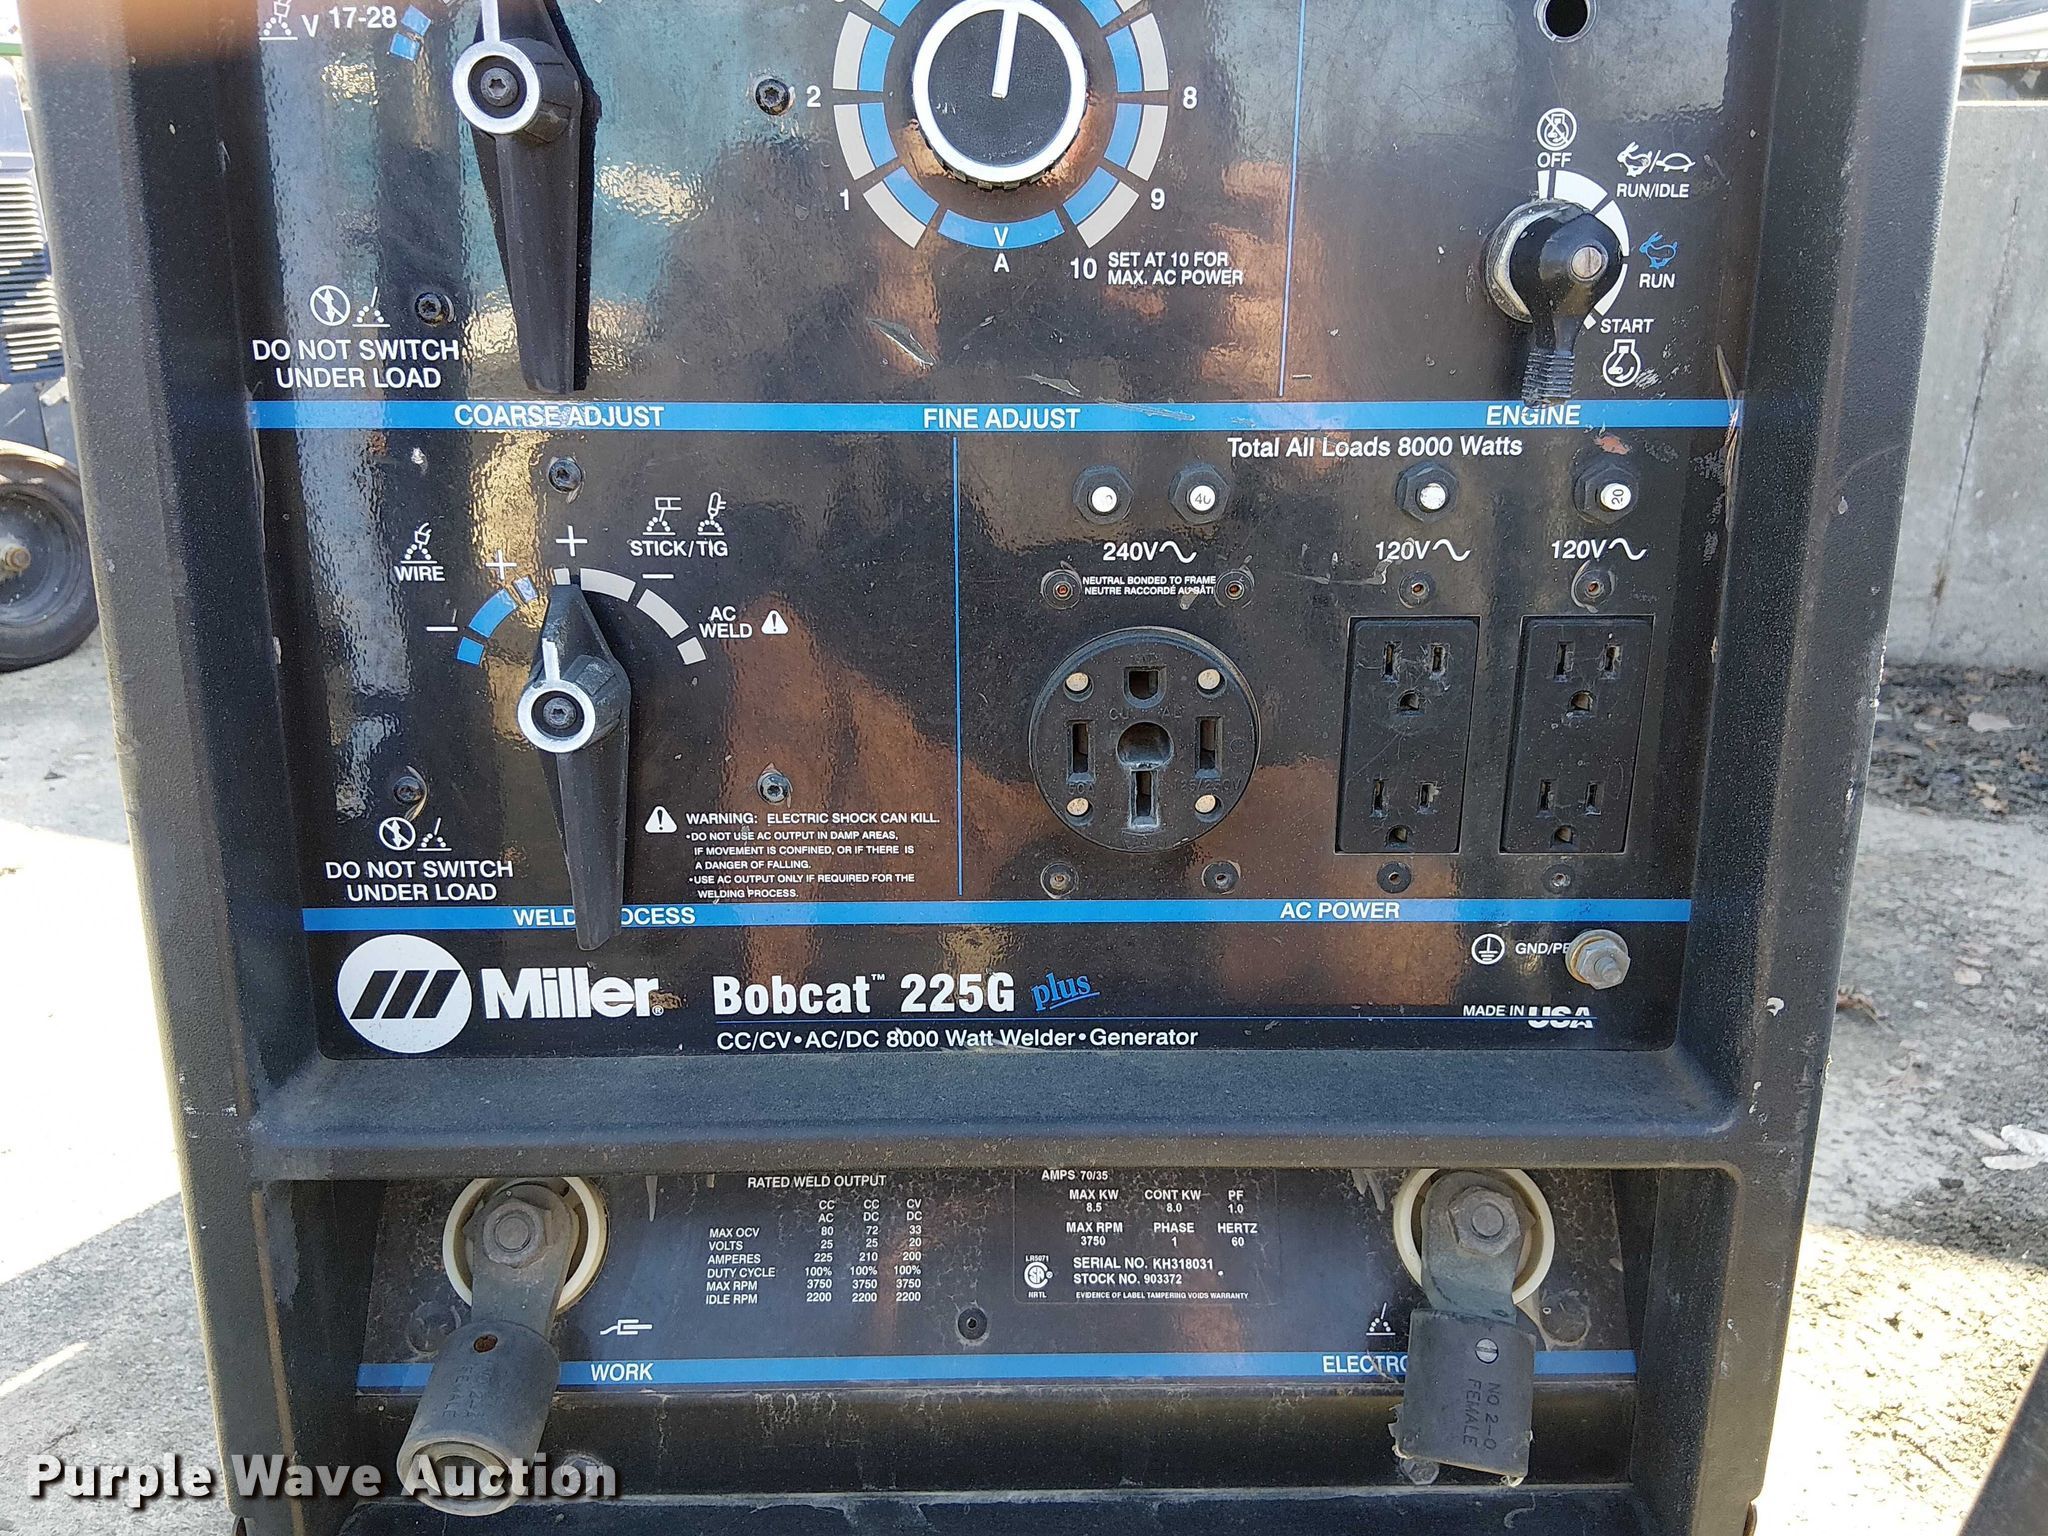 V 17-28
2
8
1
9
V
A
10 SET AT 10 FOR
MAX. AC POWER
OFF
RUN/IDLE
RUN
START
DO NOT SWITCH
UNDER LOAD
COARSE ADJUST
FINE ADJUST
ENGINE
Total All Loads 8000 Watts
40
20
240V
120V
120V
NEUTRAL BONDED TO FRAME
NEUTRE RACCORDÉ AU BÂTI
WIRE
+
+
STICK/TIG
−
−
AC
WELD
WARNING: ELECTRIC SHOCK CAN KILL.
• DO NOT USE AC OUTPUT IN DAMP AREAS,
IF MOVEMENT IS CONFINED, OR IF THERE IS
A DANGER OF FALLING.
• USE AC OUTPUT ONLY IF REQUIRED FOR THE
WELDING PROCESS.
DO NOT SWITCH
UNDER LOAD
AC POWER
GND/PE
Miller®
Bobcat™ 225G plus
CC/CV • AC/DC 8000 Watt Welder • Generator
MADE IN USA
RATED WELD OUTPUT
CC CC CV
AC DC DC
MAX OCV 80 72 33
VOLTS 25 25 20
AMPERES 225 210 200
DUTY CYCLE 100% 100% 100%
MAX RPM 3750 3750 3750
IDLE RPM 2200 2200 2200
AMPS 70/35
MAX KW CONT KW PF
8.5 8.0 1.0
MAX RPM PHASE HERTZ
3750 1 60
LR5071
NRTL
SERIAL NO. KH318031
STOCK NO. 903372
EVIDENCE OF LABEL TAMPERING VOIDS WARRANTY
WORK
ELECTRO
NO 2-0
FEMALE
FEMALE
Purple Wave Auction